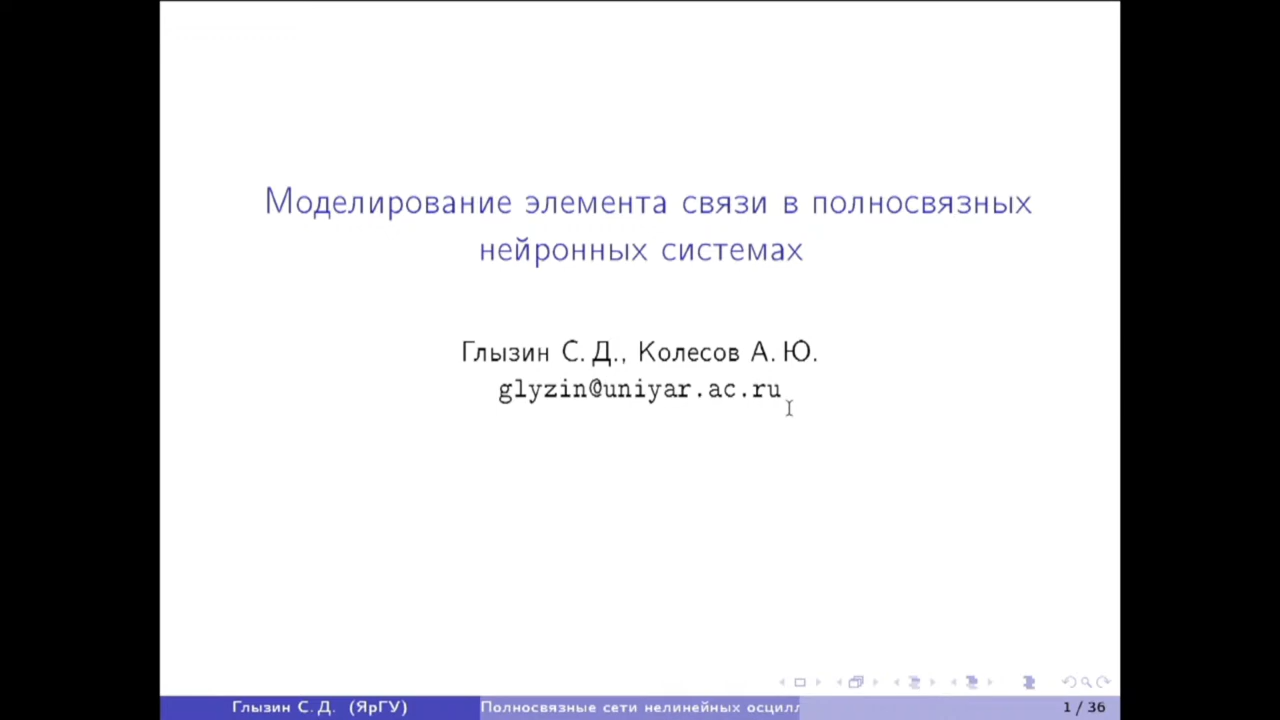 Моделирование элемента связи в полносвязных
нейронных системах
Глызин С. Д., Колесов А. Ю.
glyzin@uniyar.ac.ru
Глызин С. Д. (ЯрГУ)
Полносвязные сети нелинейных
1 / 36